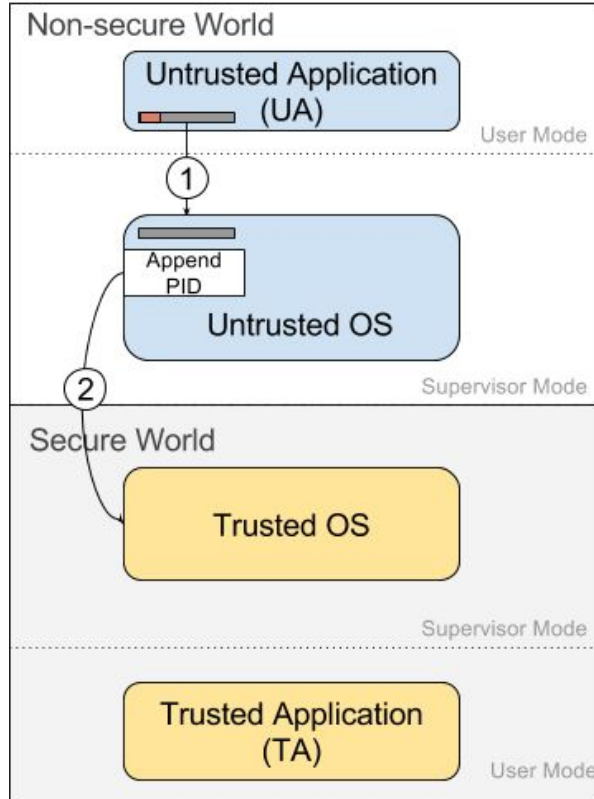 Non-secure World
Untrusted Application
(UA)
User Mode
1
Append
PID
Untrusted OS
2
Supervisor Mode
Secure World
Trusted OS
Supervisor Mode
Trusted Application
(TA)
User Mode